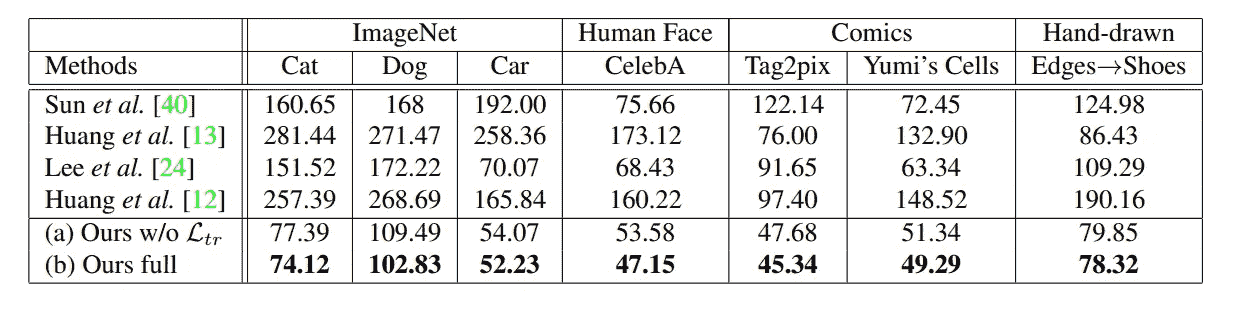 ImageNet Human Face Comics Hand-drawn
Methods Cat Dog Car CelebA Tag2pix Yumi's Cells Edges→Shoes
Sun et al. [40] 160.65 168 192.00 75.66 122.14 72.45 124.98
Huang et al. [13] 281.44 271.47 258.36 173.12 76.00 132.90 86.43
Lee et al. [24] 151.52 172.22 70.07 68.43 91.65 63.34 109.29
Huang et al. [12] 257.39 268.69 165.84 160.22 97.40 148.52 190.16
(a) Ours w/o ℒtr 77.39 109.49 54.07 53.58 47.68 51.34 79.85
(b) Ours full 74.12 102.83 52.23 47.15 45.34 49.29 78.32